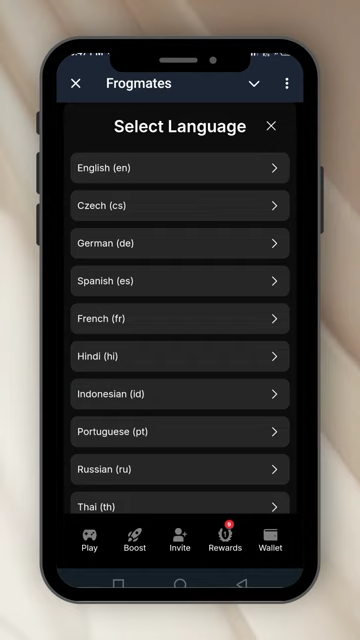 Frogmates
Select Language
English (en)
Czech (cs)
German (de)
Spanish (es)
French (fr)
Hindi (hi)
Indonesian (id)
Portuguese (pt)
Russian (ru)
Thai (th)
9
Play
Boost
Invite
Rewards
Wallet